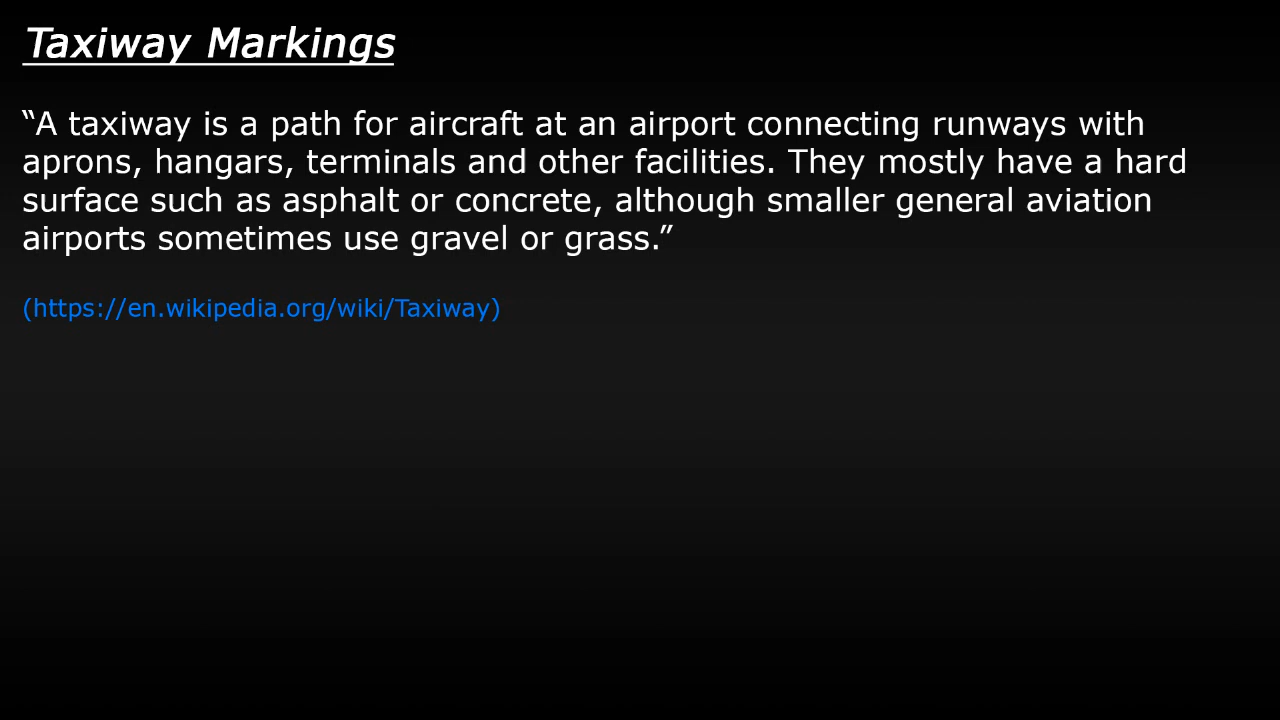 Taxiway Markings
“A taxiway is a path for aircraft at an airport connecting runways with
aprons, hangars, terminals and other facilities. They mostly have a hard
surface such as asphalt or concrete, although smaller general aviation
airports sometimes use gravel or grass.”
(https://en.wikipedia.org/wiki/Taxiway)